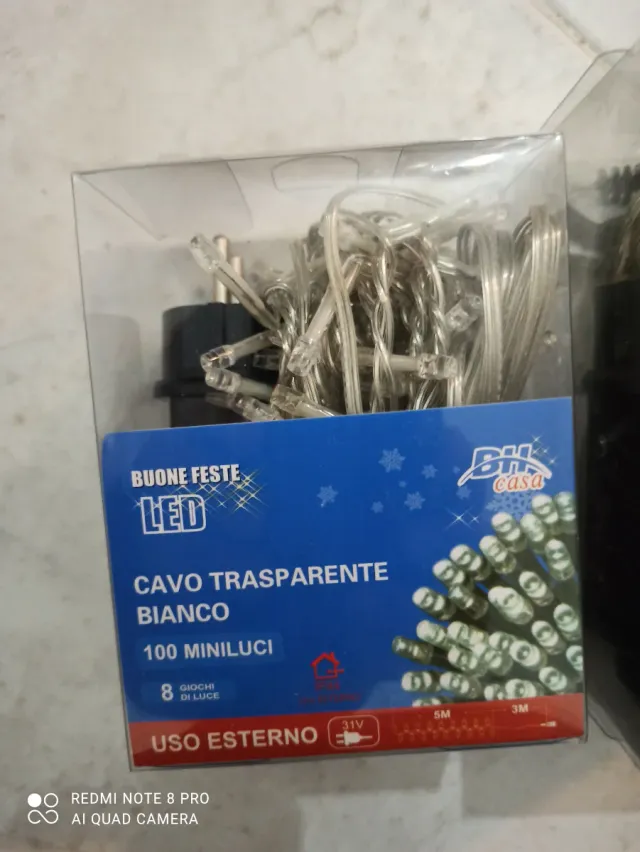 BUONE FESTE
LED
BH
casa
CAVO TRASPARENTE
BIANCO
100 MINILUCI
8 GIOCHI
DI LUCE
USO ESTERNO
31V
5M
3M
REDMI NOTE 8 PRO
AI QUAD CAMERA